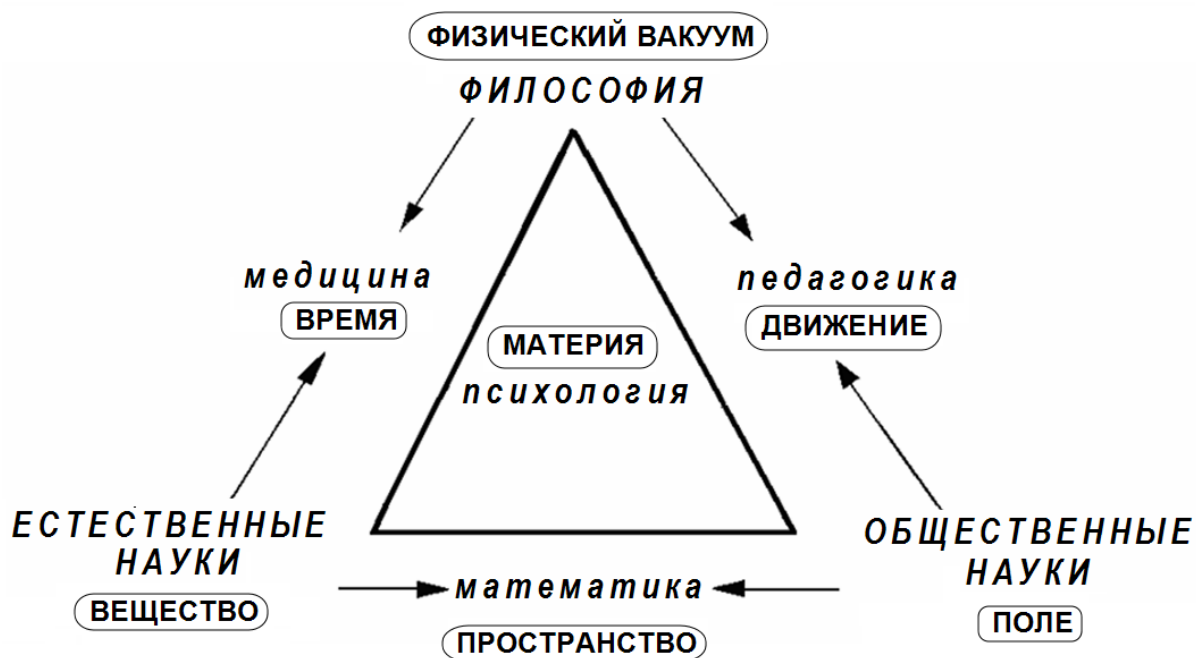 ФИЗИЧЕСКИЙ ВАКУУМ
ФИЛОСОФИЯ
медицина
ВРЕМЯ
педагогика
ДВИЖЕНИЕ
МАТЕРИЯ
психология
ЕСТЕСТВЕННЫЕ
НАУКИ
ВЕЩЕСТВО
математика
ПРОСТРАНСТВО
ОБЩЕСТВЕННЫЕ
НАУКИ
ПОЛЕ